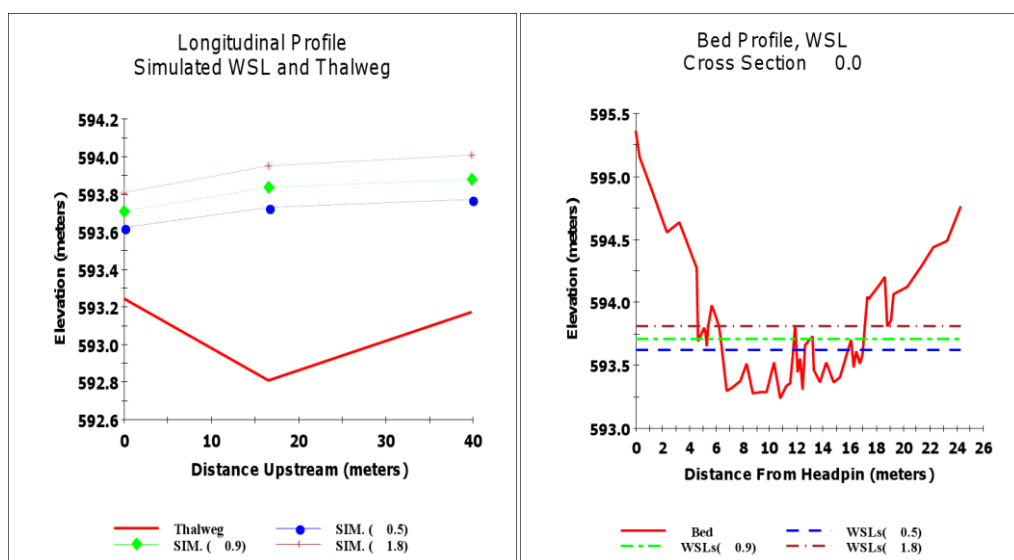 Longitudinal Profile
Simulated WSL and Thalweg
594.2
594.0
593.8
593.6
593.4
593.2
593.0
592.8
592.6
Elevation (meters)
0
10
20
30
40
Distance Upstream (meters)
Thalweg
SIM. ( 0.5)
SIM. ( 0.9)
SIM. ( 1.8)
Bed Profile, WSL
Cross Section 0.0
595.5
595.0
594.5
594.0
593.5
593.0
Elevation (meters)
0 2 4 6 8 10 12 14 16 18 20 22 24 26
Distance From Headpin (meters)
Bed
WSLs( 0.5)
WSLs( 0.9)
WSLs( 1.8)